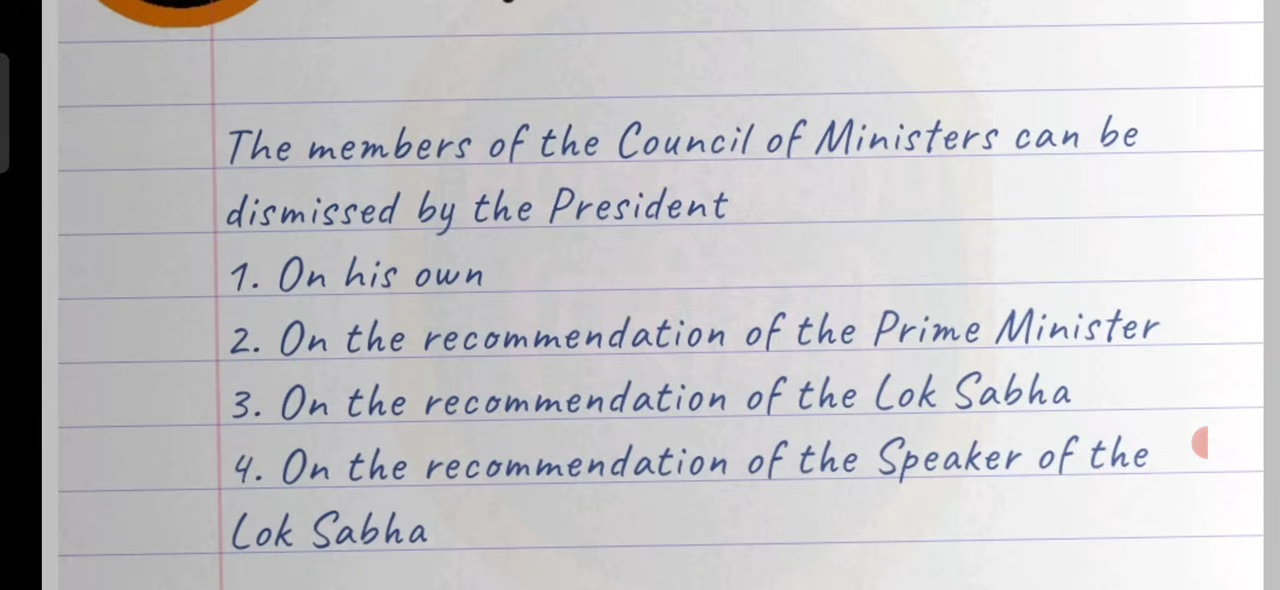 The members of the Council of Ministers can be
dismissed by the President
1. On his own
2. On the recommendation of the Prime Minister
3. On the recommendation of the Lok Sabha
4. On the recommendation of the Speaker of the
Lok Sabha